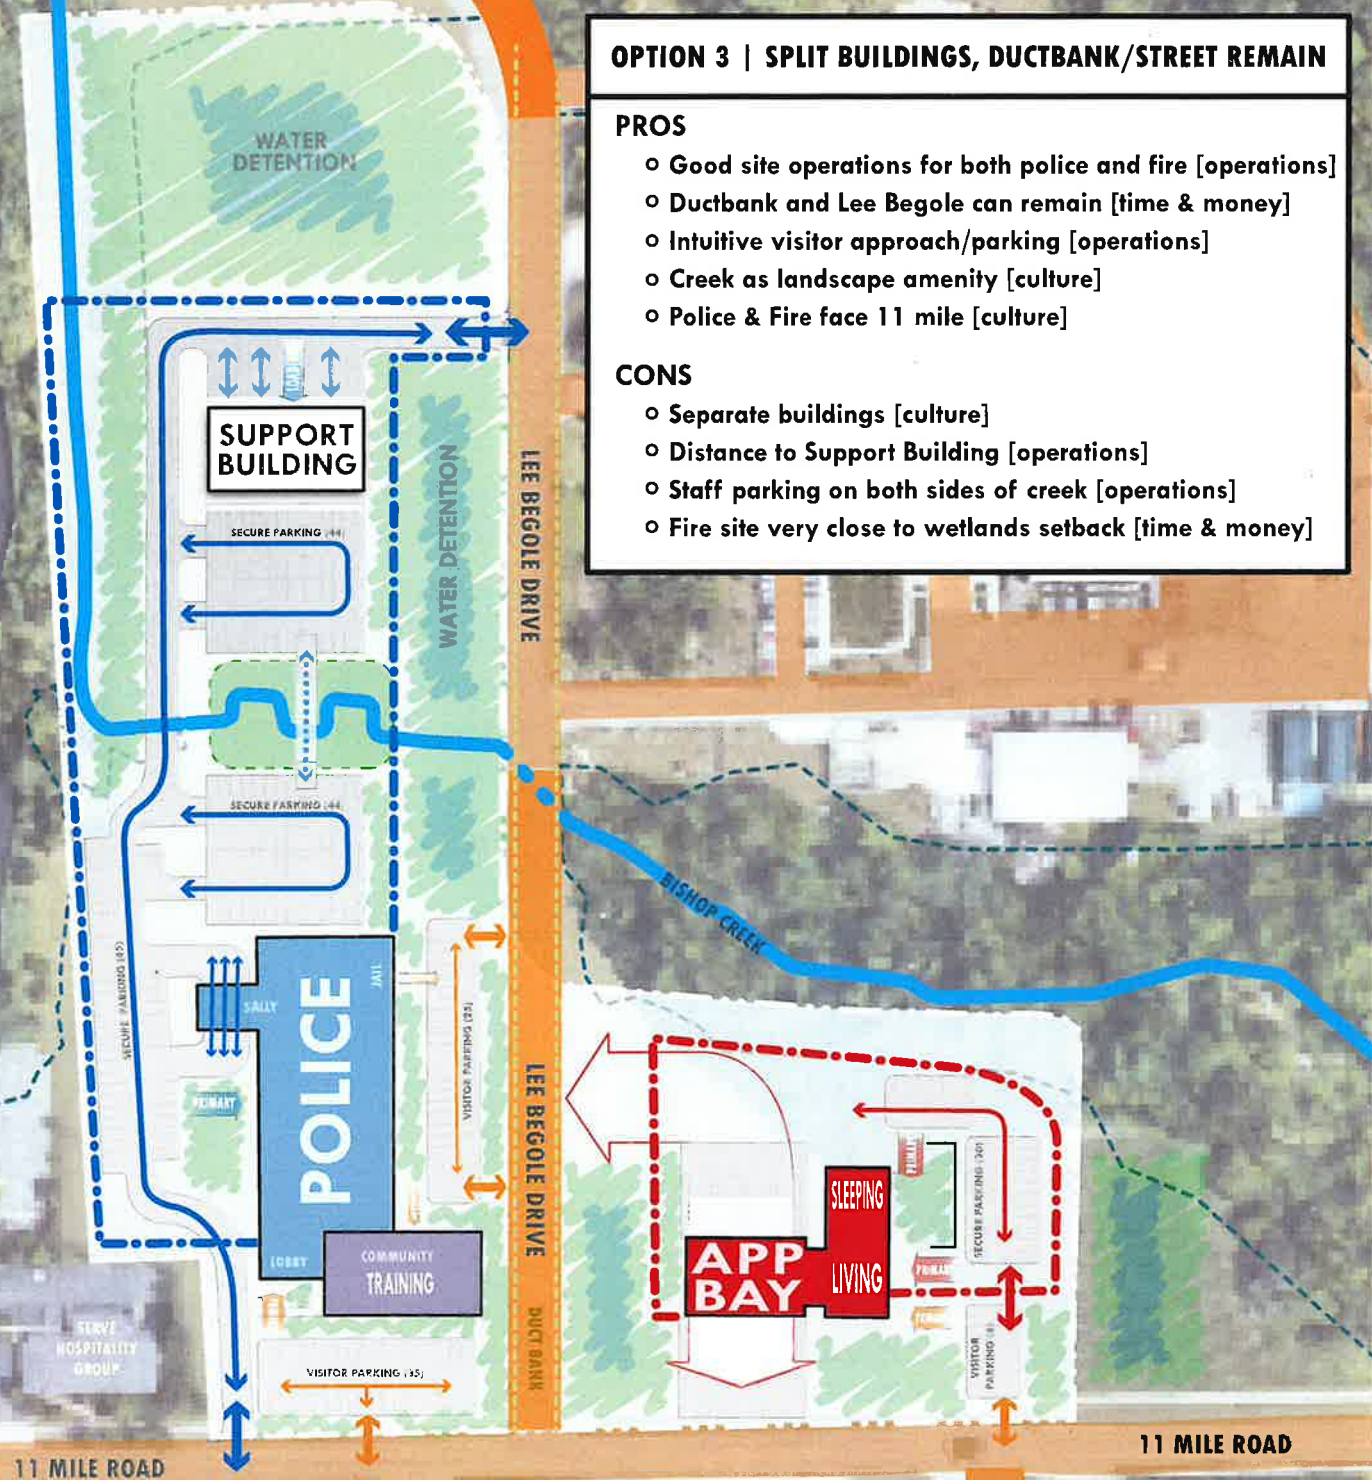 OPTION 3 | SPLIT BUILDINGS, DUCTBANK/STREET REMAIN
PROS
Good site operations for both police and fire [operations]
Ductbank and Lee Begole can remain [time & money]
Intuitive visitor approach/parking [operations]
Creek as landscape amenity [culture]
Police & Fire face 11 mile [culture]
CONS
Separate buildings [culture]
Distance to Support Building [operations]
Staff parking on both sides of creek [operations]
Fire site very close to wetlands setback [time & money]
WATER
DETENTION
SUPPORT
BUILDING
SECURE PARKING (44)
WATER DETENTION
LEE BEGOLE DRIVE
SECURE PARKING (44)
BISHOP CREEK
SECURE PARKING (45)
SALLY
JAIL
POLICE
PRIMARY
VISITOR PARKING (25)
LEE BEGOLE DRIVE
LOBBY
COMMUNITY
TRAINING
DUCT BANK
SLEEPING
LIVING
APP
BAY
SECURE PARKING (30)
VISITOR
PARKING
SERVE
HOSPITALITY
GROUP
VISITOR PARKING (35)
11 MILE ROAD
11 MILE ROAD